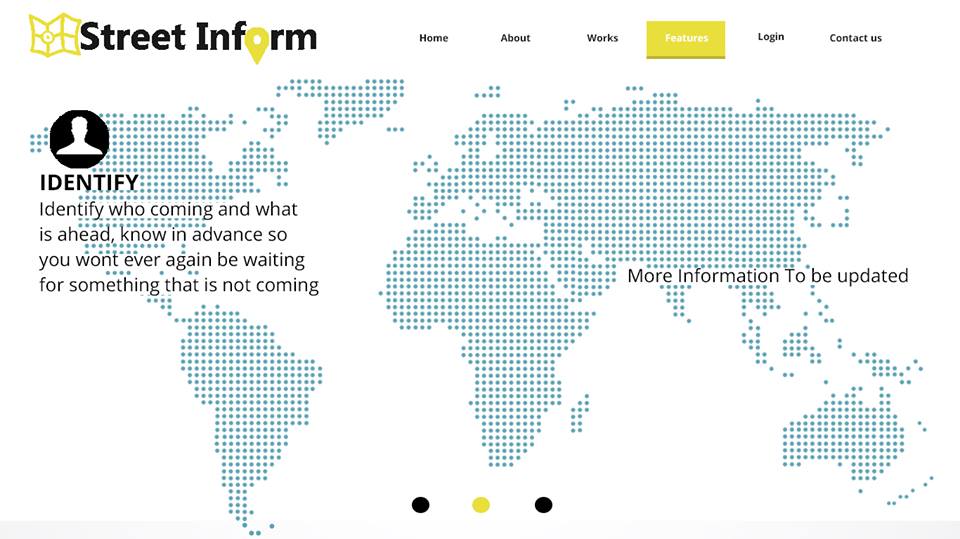 Street Inform
Home About Works Features Login Contact us
IDENTIFY
Identify who coming and what
is ahead, know in advance so
you wont ever again be waiting
for something that is not coming
More Information To be updated